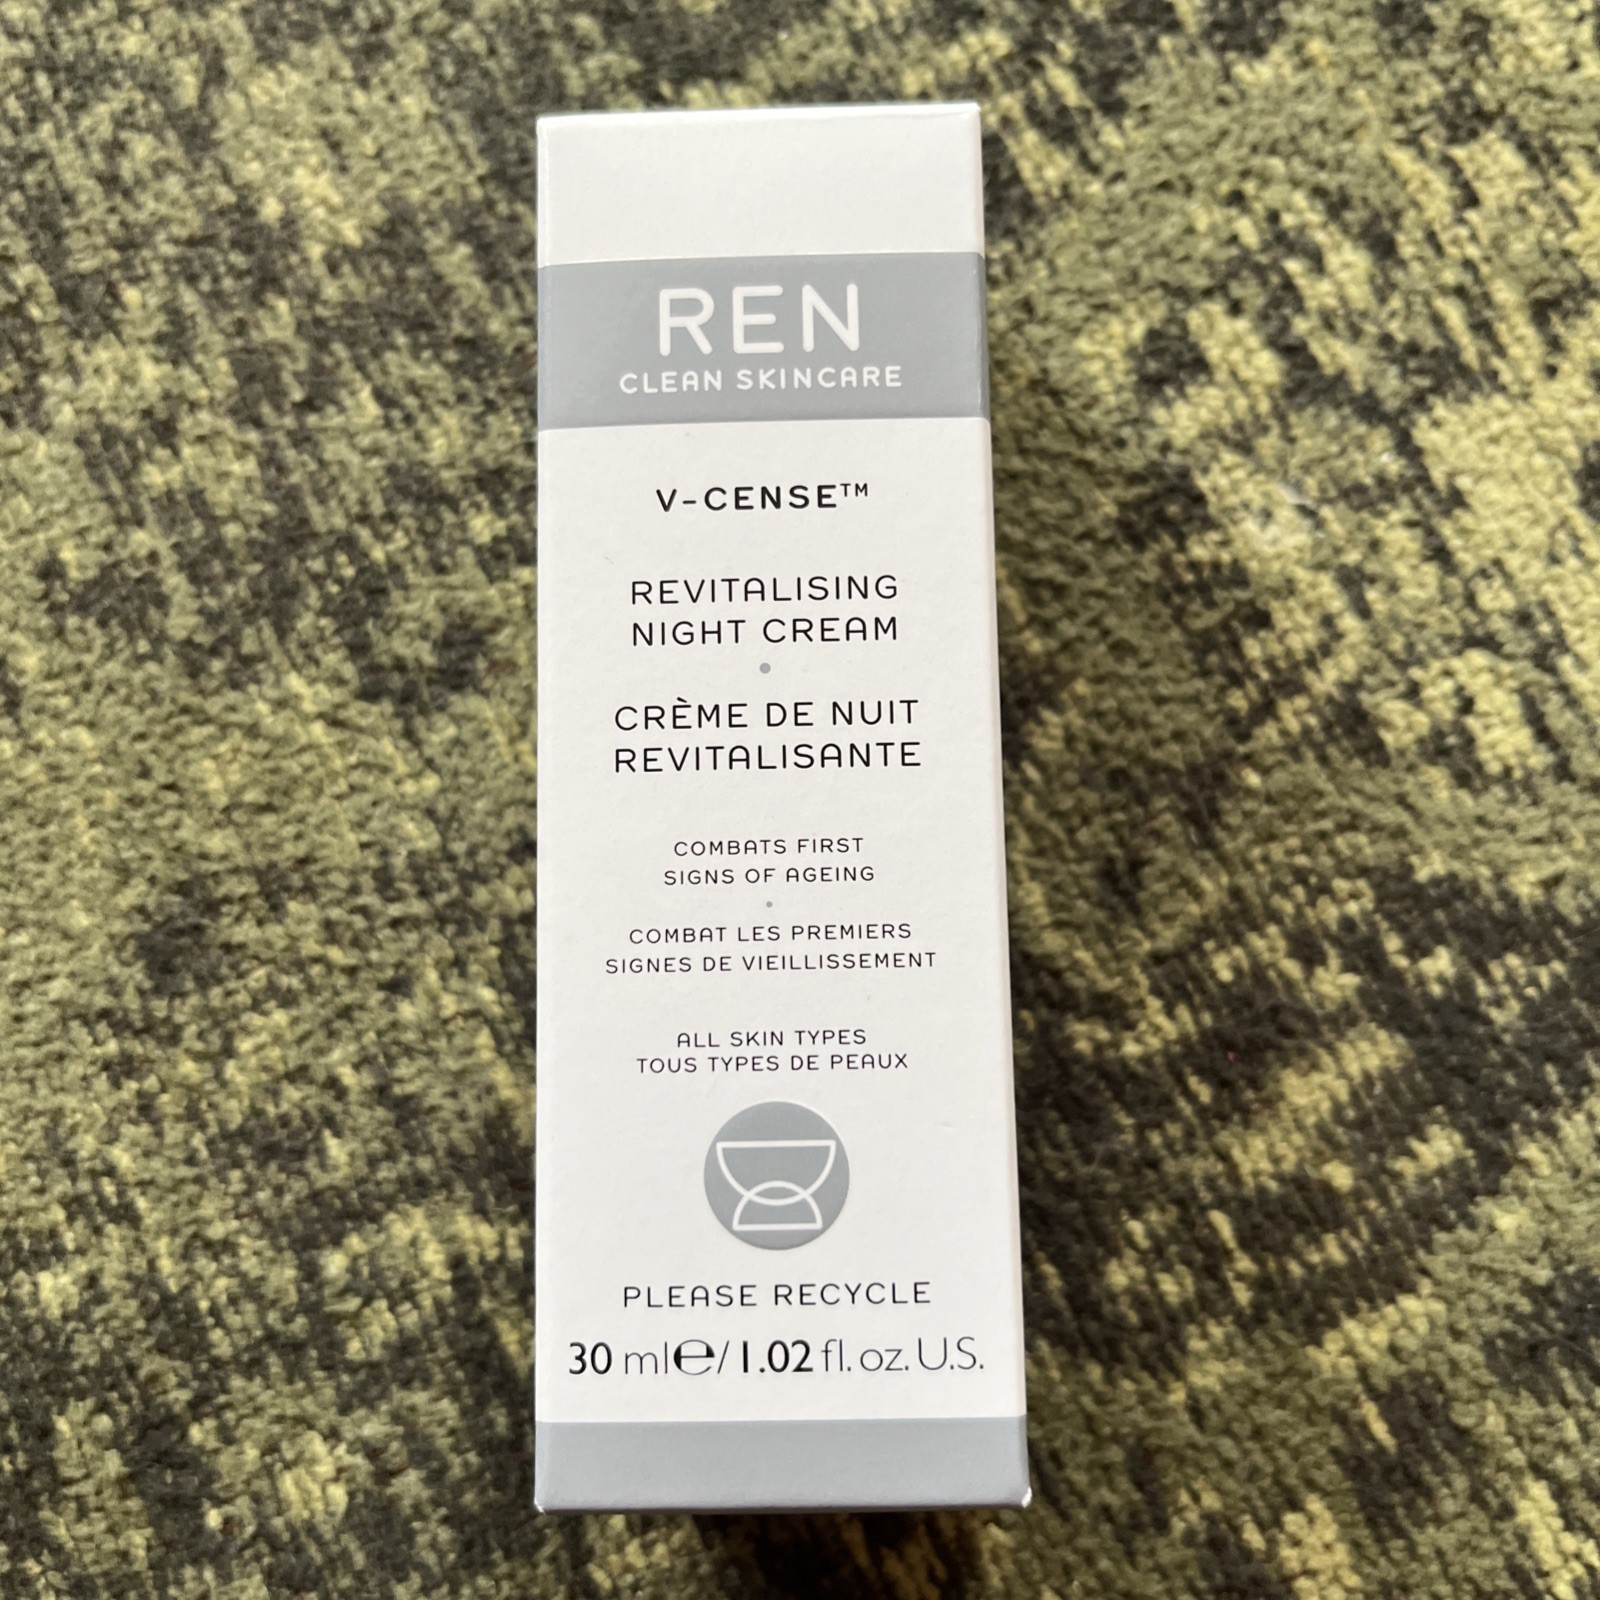 REN
CLEAN SKINCARE
V-CENSE™
REVITALISING
NIGHT CREAM
CRÈME DE NUIT
REVITALISANTE
COMBATS FIRST
SIGNS OF AGEING
COMBAT LES PREMIERS
SIGNES DE VIEILLISSEMENT
ALL SKIN TYPES
TOUS TYPES DE PEAUX
PLEASE RECYCLE
30 ml℮/1.02 fl. oz. U.S.